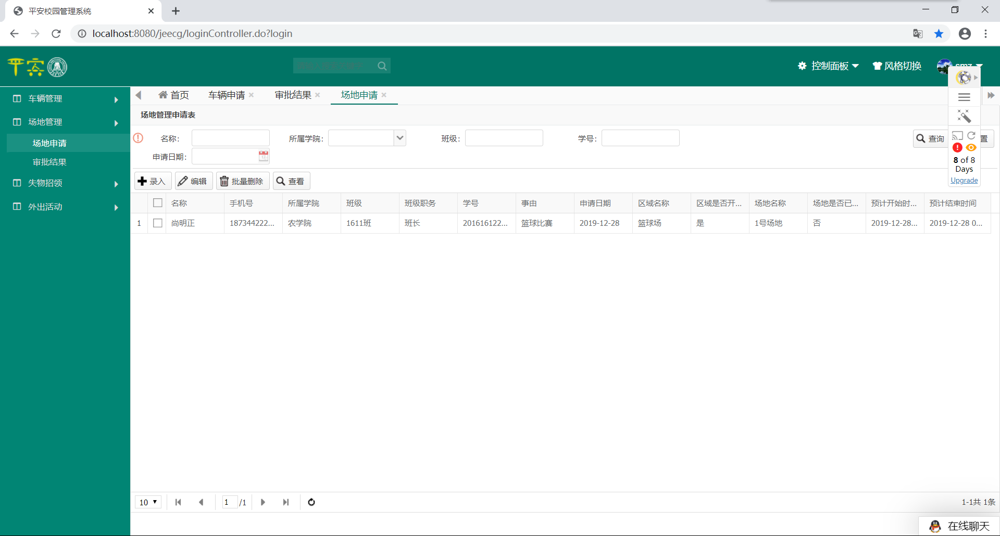 平安校园管理系统
localhost:8080/jeecg/loginController.do?login
平安
控制面板
风格切换
smz
车辆管理
场地管理
场地申请
审批结果
失物招领
外出活动
首页
车辆申请
审批结果
场地申请
场地管理申请表
名称：
所属学院：
班级：
学号：
查询
置
申请日期：
8 of 8
Days
Upgrade
录入
编辑
批量删除
查看
名称 手机号 所属学院 班级 班级职务 学号 事由 申请日期 区域名称 区域是否开... 场地名称 场地是否已... 预计开始时... 预计结束时间
1 尚明正 187344222... 农学院 1611班 班长 201616122... 篮球比赛 2019-12-28 篮球场 是 1号场地 否 2019-12-28... 2019-12-28 0...
10
1 /1
1-1共 1条
在线聊天